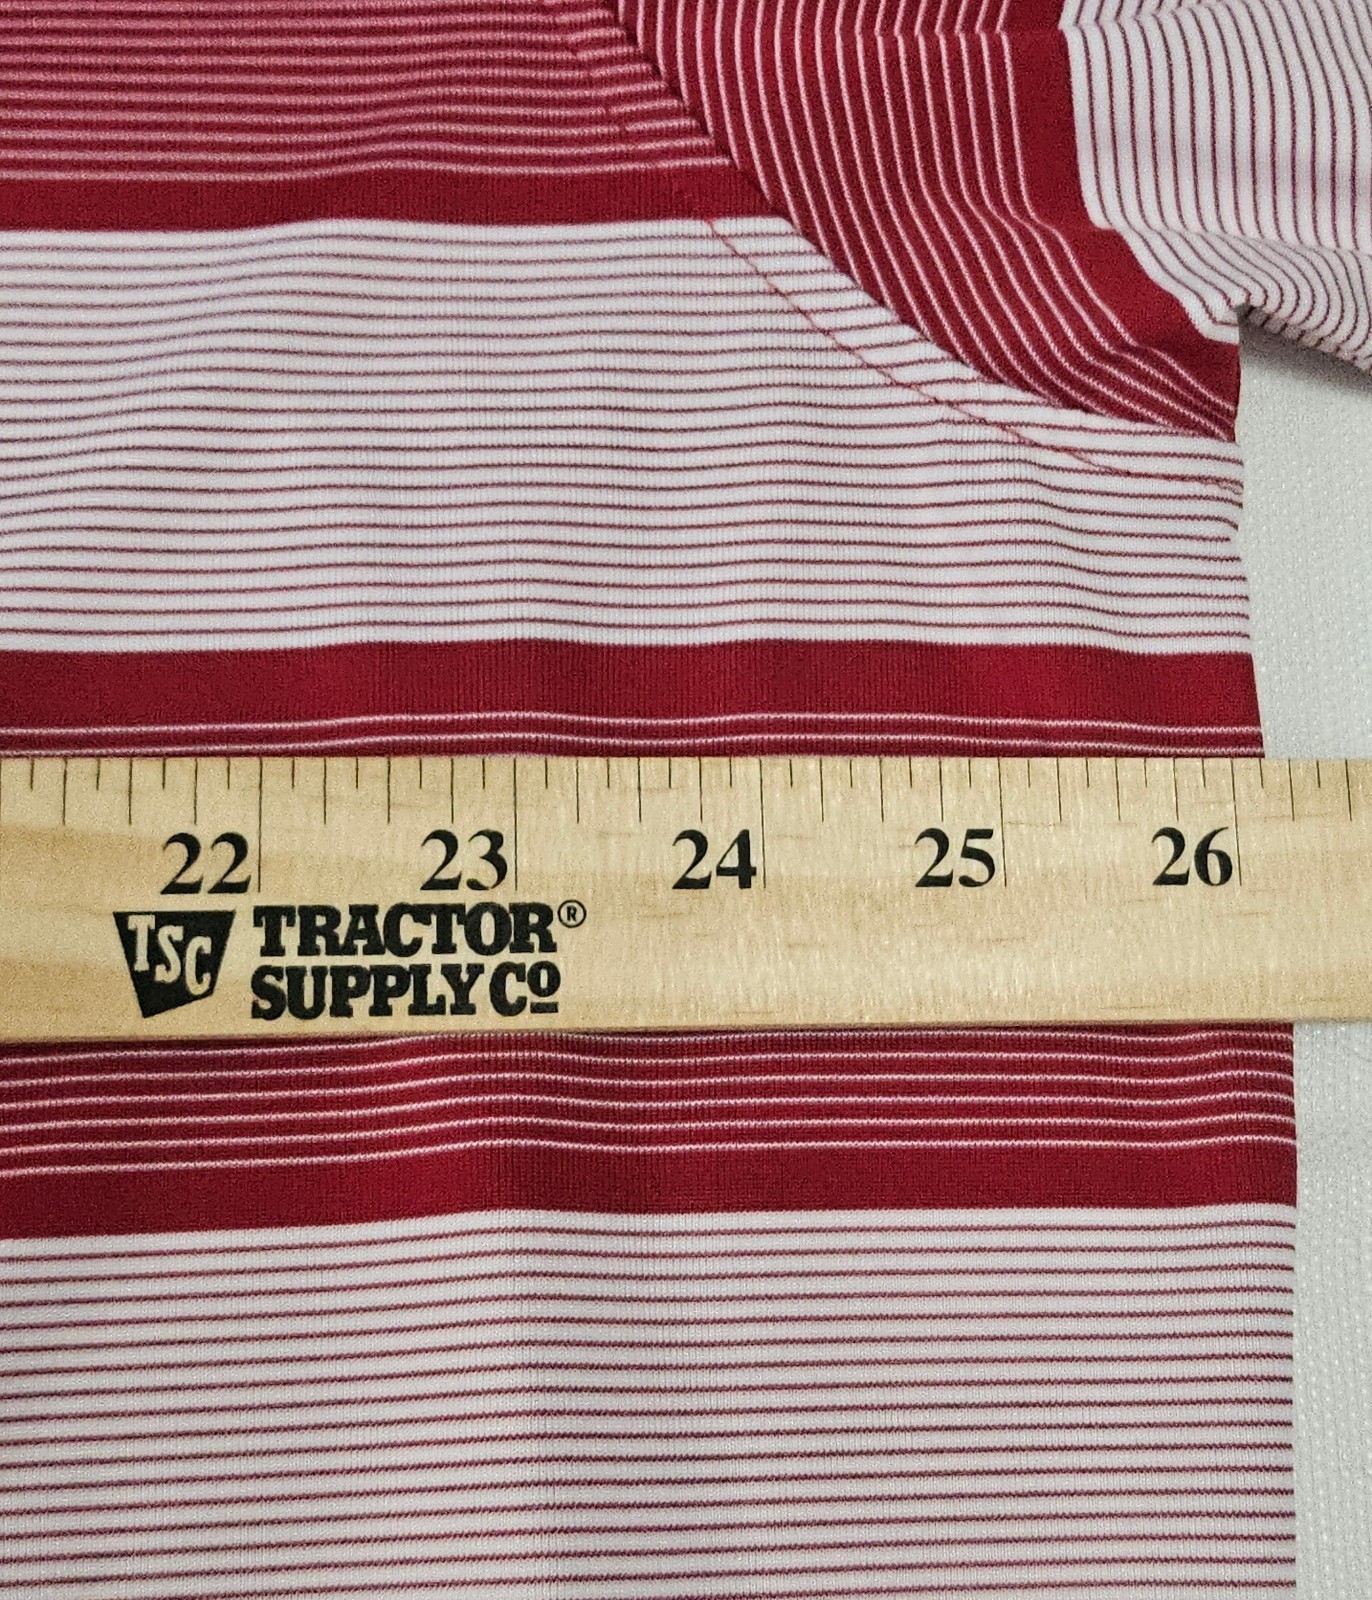 22 23 24 25 26
TSC TRACTOR®
SUPPLY Co